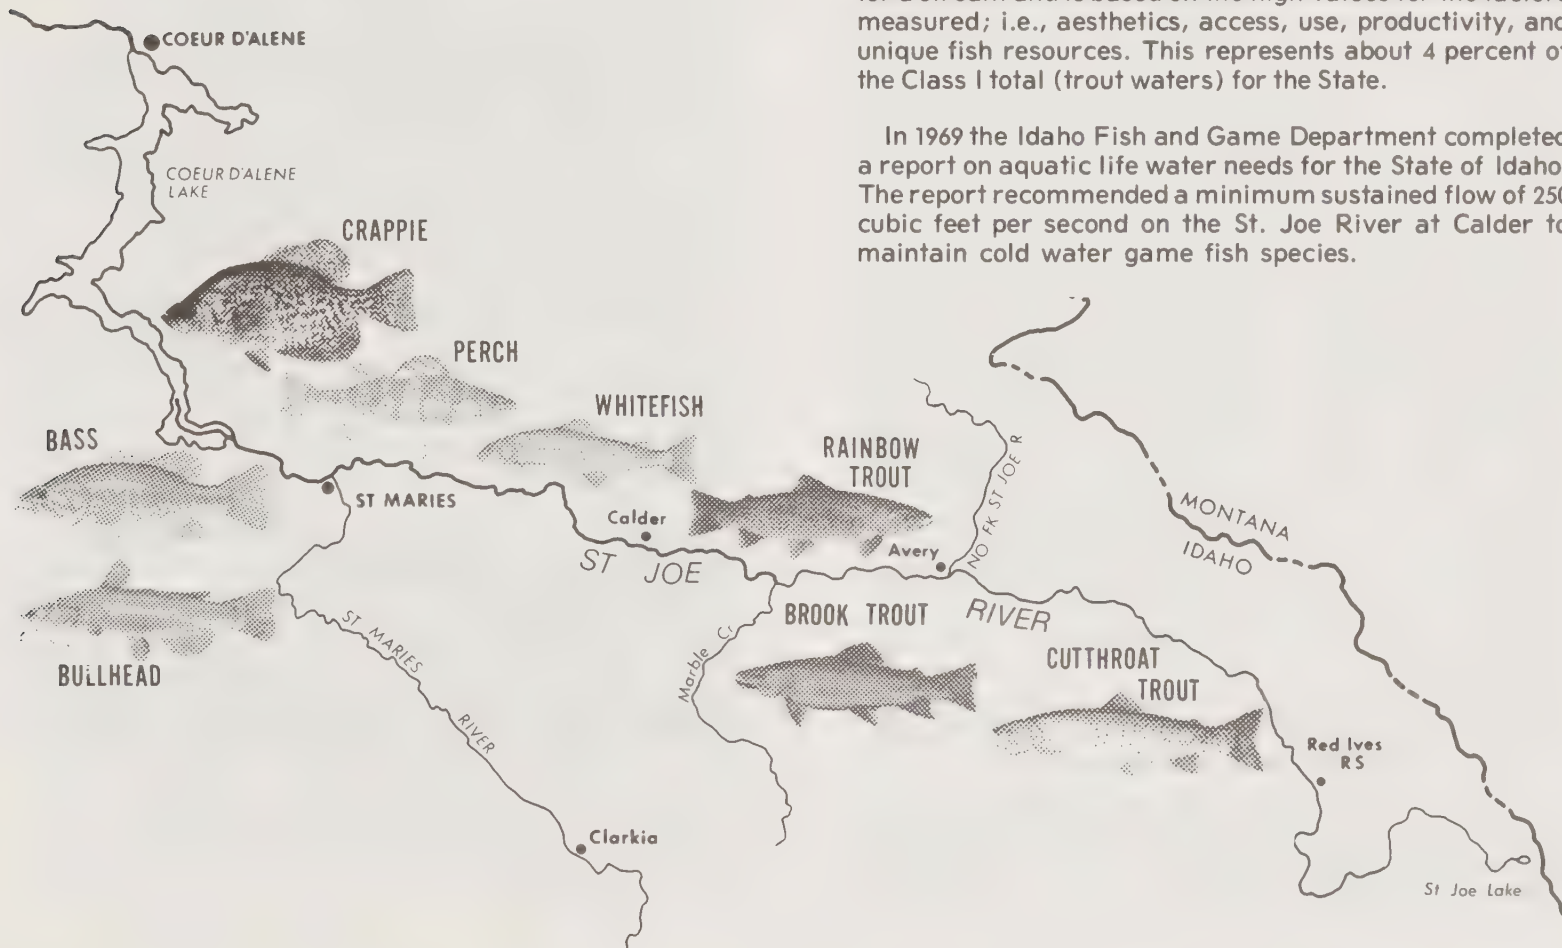 measured; i.e., aesthetics, access, use, productivity, and
unique fish resources. This represents about 4 percent of
the Class I total (trout waters) for the State.
In 1969 the Idaho Fish and Game Department completed
a report on aquatic life water needs for the State of Idaho
The report recommended a minimum sustained flow of 250
cubic feet per second on the St. Joe River at Calder to
maintain cold water game fish species.
COEUR D'ALENE
COEUR D'ALENE
LAKE
CRAPPIE
PERCH
WHITEFISH
BASS
RAINBOW
TROUT
ST MARIES
Calder
Avery
NO FK ST JOE R
MONTANA
IDAHO
ST JOE
RIVER
BROOK TROUT
BULLHEAD
ST MARIES
RIVER
Marble Cr
CUTTHROAT
TROUT
Red Ives
RS
Clarkia
St Joe Lake